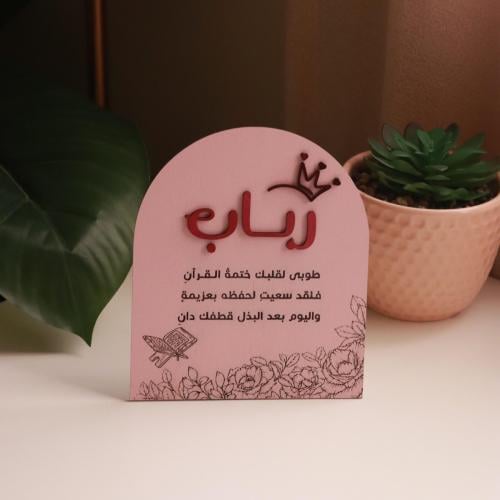 رباب
طوبى لقلبك ختمةُ القرآنِ
فلقد سعيتِ لحفظه بعزيمةٍ
واليوم بعد البذل قطفك دانِ